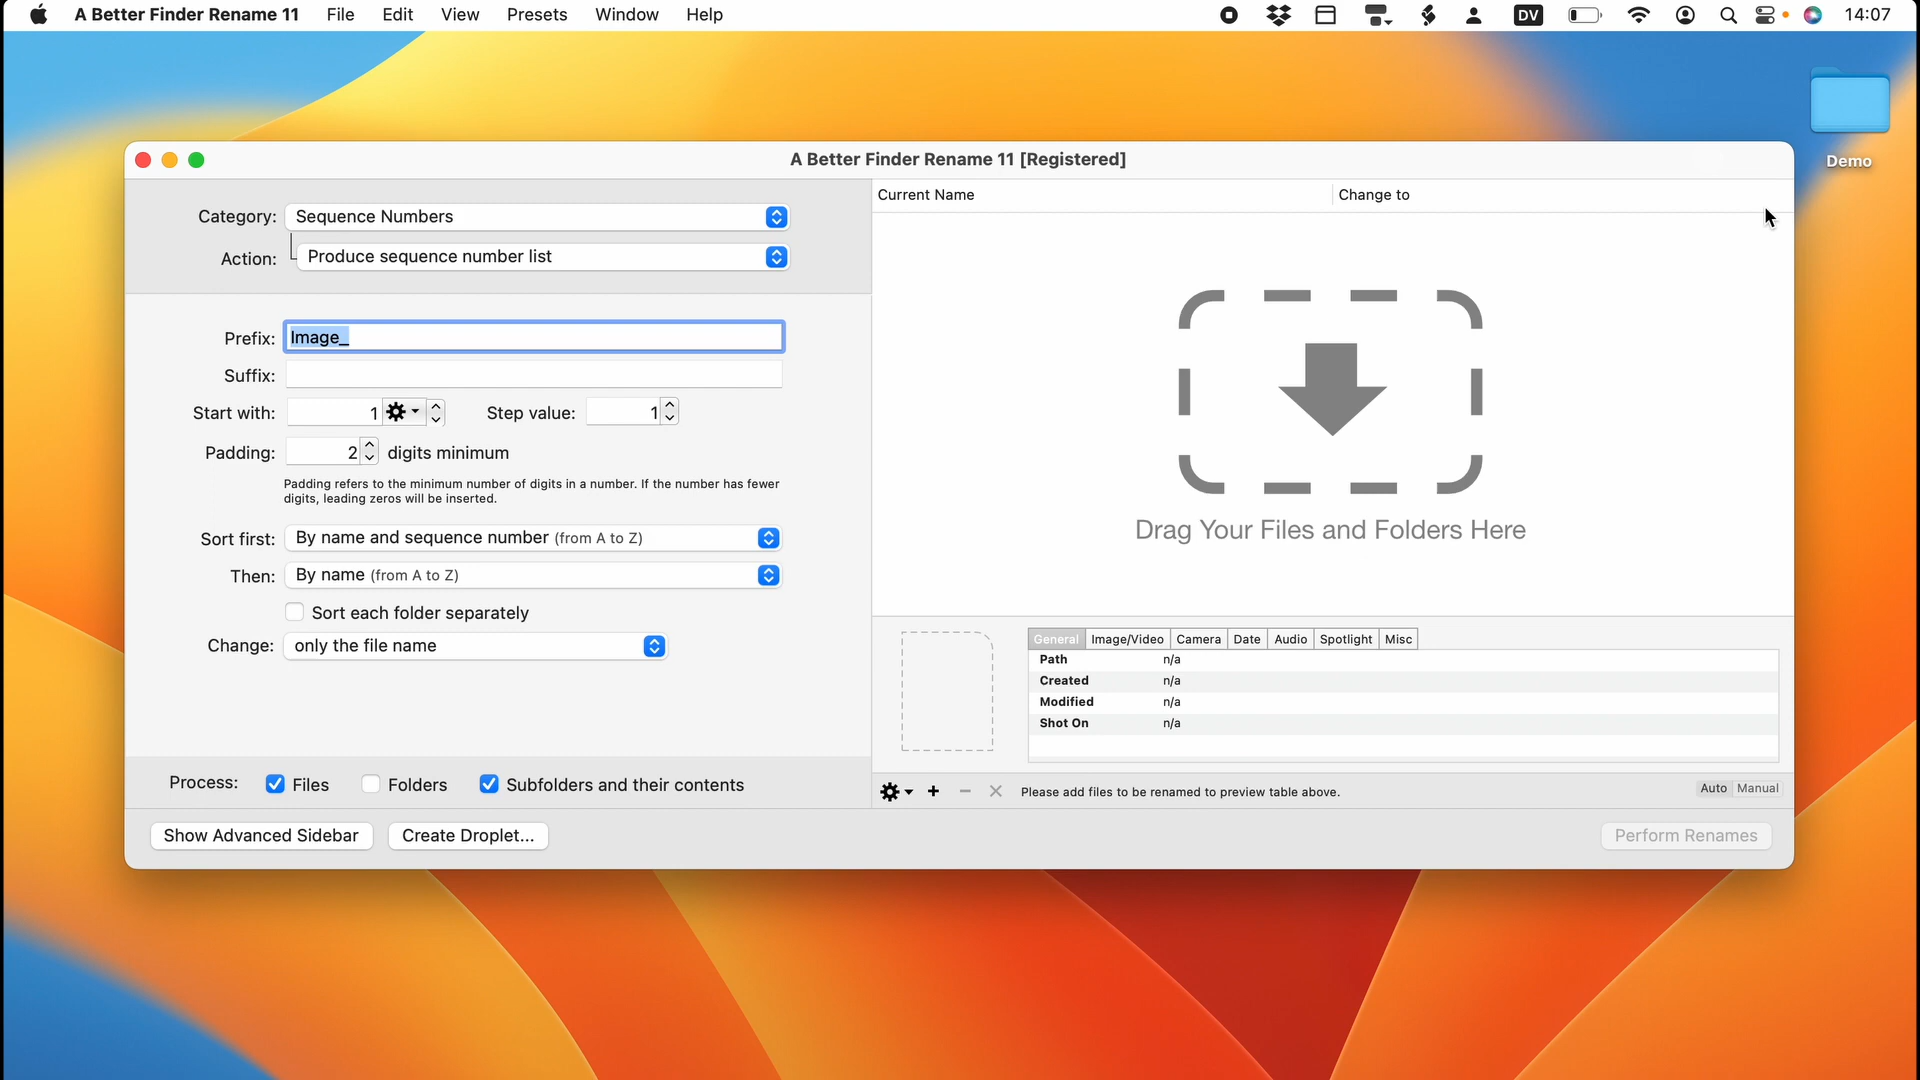 A Better Finder Rename 11 File Edit View Presets Window Help DV 14:07
Demo
A Better Finder Rename 11 [Registered]
Category: Sequence Numbers
Action: Produce sequence number list
Prefix: Image_
Suffix:
Start with: 1 Step value: 1
Padding: 2 digits minimum
Padding refers to the minimum number of digits in a number. If the number has fewer
digits, leading zeros will be inserted.
Sort first: By name and sequence number (from A to Z)
Then: By name (from A to Z)
Sort each folder separately
Change: only the file name
Process: Files Folders Subfolders and their contents
Show Advanced Sidebar Create Droplet...
Current Name Change to
Drag Your Files and Folders Here
General Image/Video Camera Date Audio Spotlight Misc
Path n/a
Created n/a
Modified n/a
Shot On n/a
Please add files to be renamed to preview table above. Auto Manual
Perform Renames